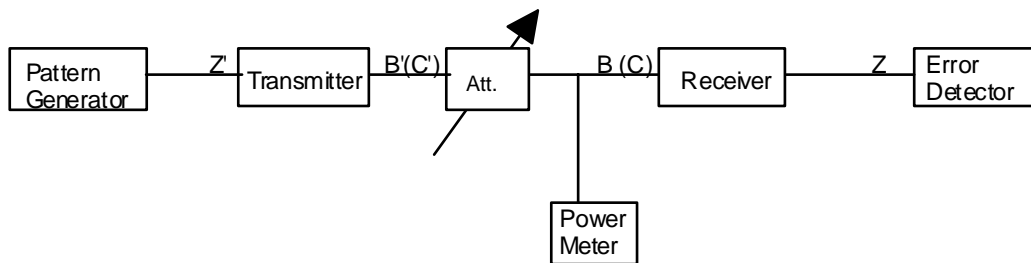 Pattern
Generator
Z'
Transmitter
B'(C')
Att.
B (C)
Receiver
Z
Error
Detector
Power
Meter